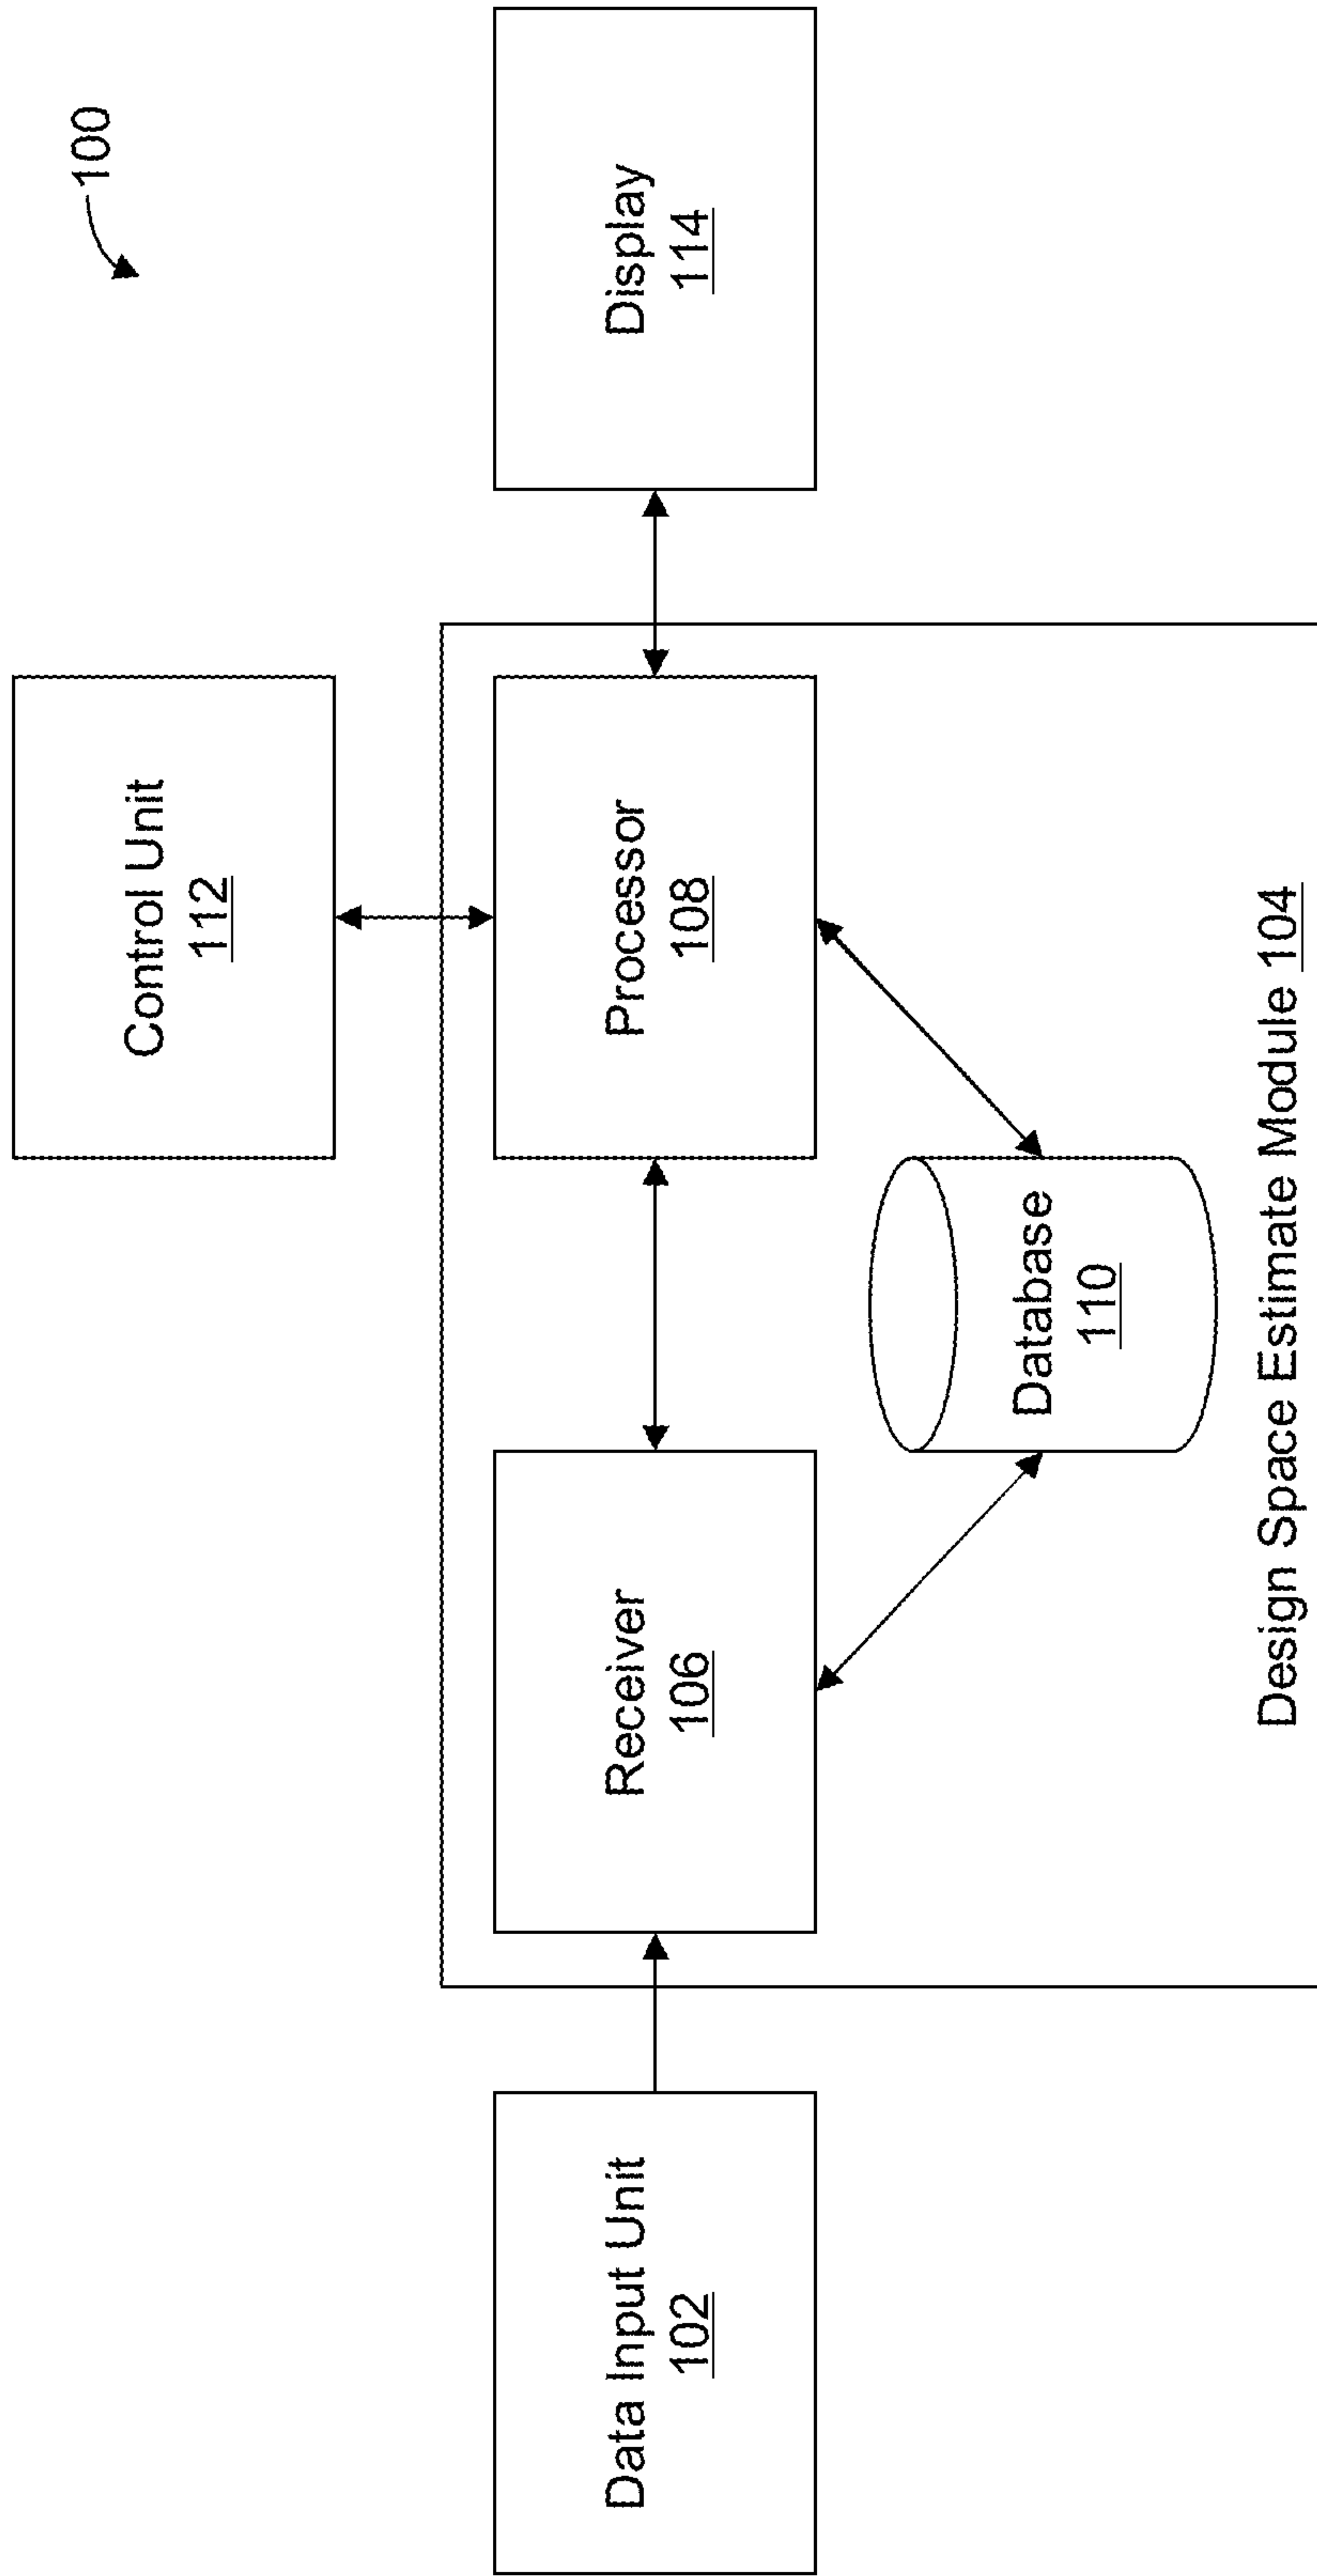 100
Control Unit
112
Data Input Unit
102
Receiver
106
Processor
108
Display
114
Database
110
Design Space Estimate Module 104